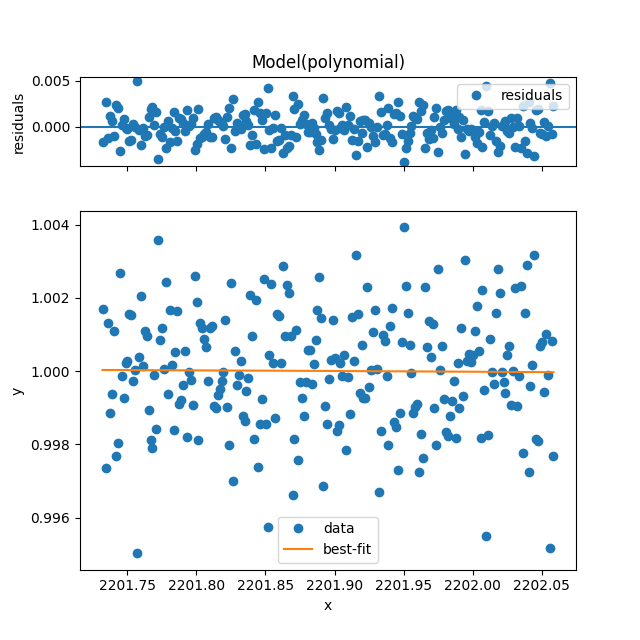 Model(polynomial)
residuals
0.005
0.000
residuals
y
1.004
1.002
1.000
0.998
0.996
data
best-fit
2201.75 2201.80 2201.85 2201.90 2201.95 2202.00 2202.05
x